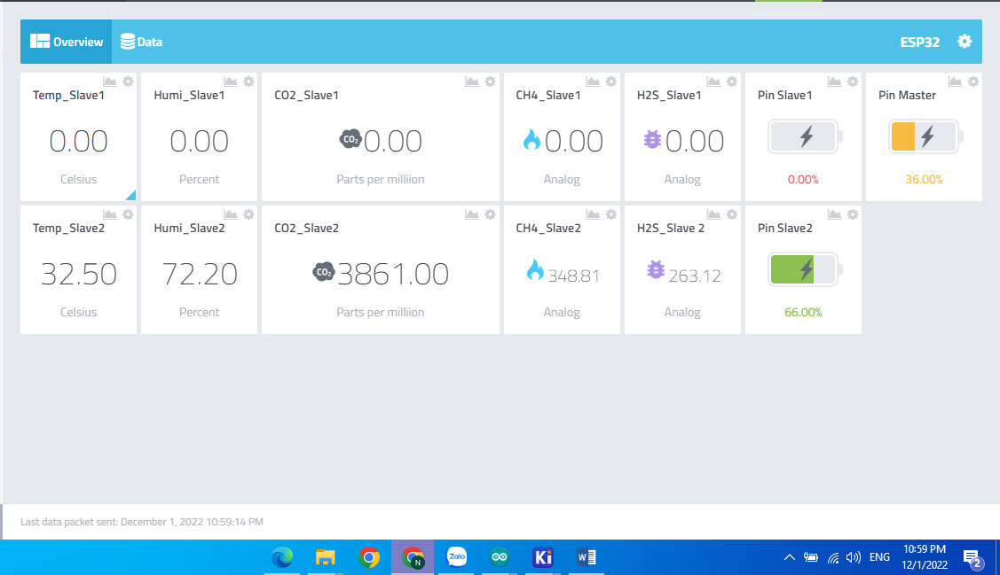 Overview Data ESP32
Temp_Slave1 Humi_Slave1 CO2_Slave1 CH4_Slave1 H2S_Slave1 Pin Slave1 Pin Master
0.00 0.00 CO₂ 0.00 0.00 0.00
Celsius Percent Parts per milliion Analog Analog 0.00% 36.00%
Temp_Slave2 Humi_Slave2 CO2_Slave2 CH4_Slave2 H2S_Slave 2 Pin Slave2
32.50 72.20 CO₂ 3861.00 348.81 263.12
Celsius Percent Parts per milliion Analog Analog 66.00%
Last data packet sent: December 1, 2022 10:59:14 PM
N Zalo Ki W ENG 10:59 PM
12/1/2022 2